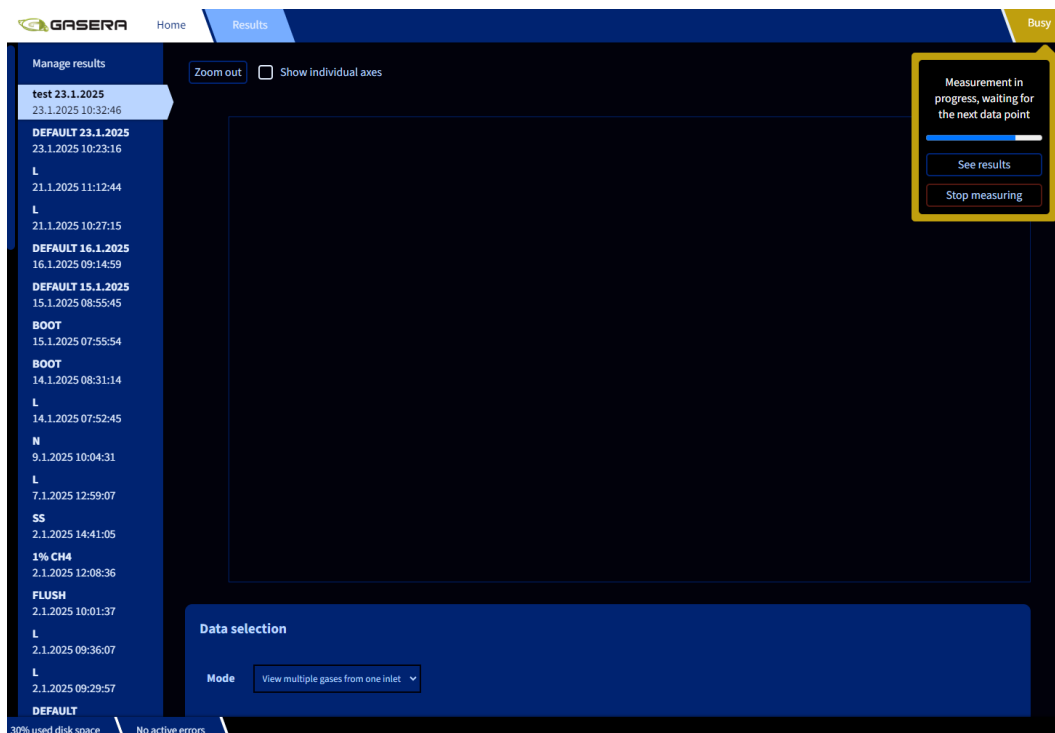 GASERA
Home
Results
Busy
Manage results
test 23.1.2025
23.1.2025 10:32:46
DEFAULT 23.1.2025
23.1.2025 10:23:16
L
21.1.2025 11:12:44
L
21.1.2025 10:27:15
DEFAULT 16.1.2025
16.1.2025 09:14:59
DEFAULT 15.1.2025
15.1.2025 08:55:45
BOOT
15.1.2025 07:55:54
BOOT
14.1.2025 08:31:14
L
14.1.2025 07:52:45
N
9.1.2025 10:04:31
L
7.1.2025 12:59:07
SS
2.1.2025 14:41:05
1% CH4
2.1.2025 12:08:36
FLUSH
2.1.2025 10:01:37
L
2.1.2025 09:36:07
L
2.1.2025 09:29:57
DEFAULT
Zoom out
Show individual axes
Measurement in
progress, waiting for
the next data point
See results
Stop measuring
Data selection
Mode
View multiple gases from one inlet
30% used disk space
No active errors